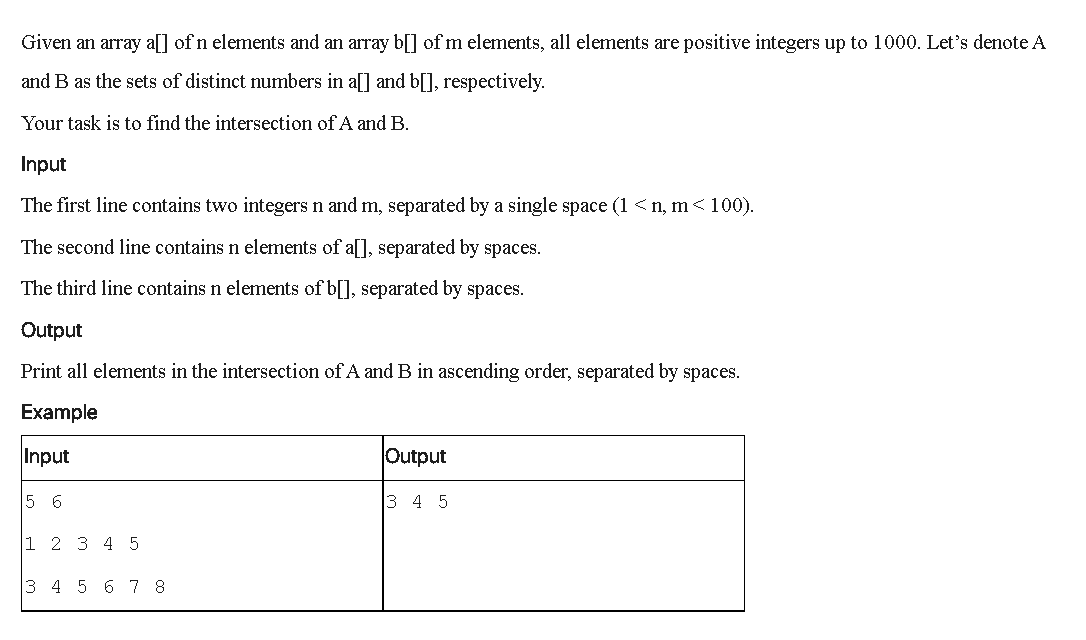 Given an array a[] of n elements and an array b[] of m elements, all elements are positive integers up to 1000. Let’s denote A
and B as the sets of distinct numbers in a[] and b[], respectively.
Your task is to find the intersection of A and B.
Input
The first line contains two integers n and m, separated by a single space (1 < n, m < 100).
The second line contains n elements of a[], separated by spaces.
The third line contains n elements of b[], separated by spaces.
Output
Print all elements in the intersection of A and B in ascending order, separated by spaces.
Example
Input Output
5 6 3 4 5
1 2 3 4 5
3 4 5 6 7 8